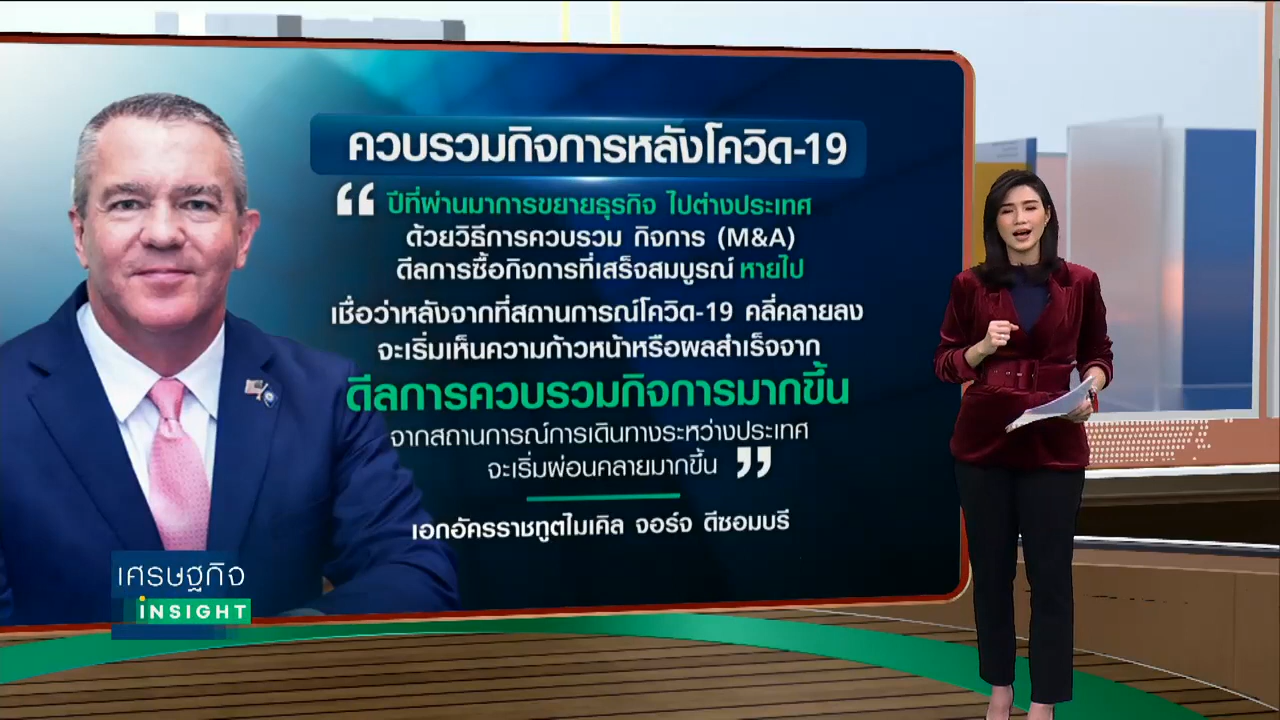 ควบรวมกิจการหลังโควิด-19
“ ปีที่ผ่านมาการขยายธุรกิจ ไปต่างประเทศ
ด้วยวิธีการควบรวม กิจการ (M&A)
ดีลการซื้อกิจการที่เสร็จสมบูรณ์ หายไป
เชื่อว่าหลังจากที่สถานการณ์โควิด-19 คลี่คลายลง
จะเริ่มเห็นความก้าวหน้าหรือผลสำเร็จจาก
ดีลการควบรวมกิจการมากขึ้น
จากสถานการณ์การเดินทางระหว่างประเทศ
จะเริ่มผ่อนคลายมากขึ้น ”
เอกอัครราชทูตไมเคิล จอร์จ ดีซอมบรี
เศรษฐกิจ
INSIGHT